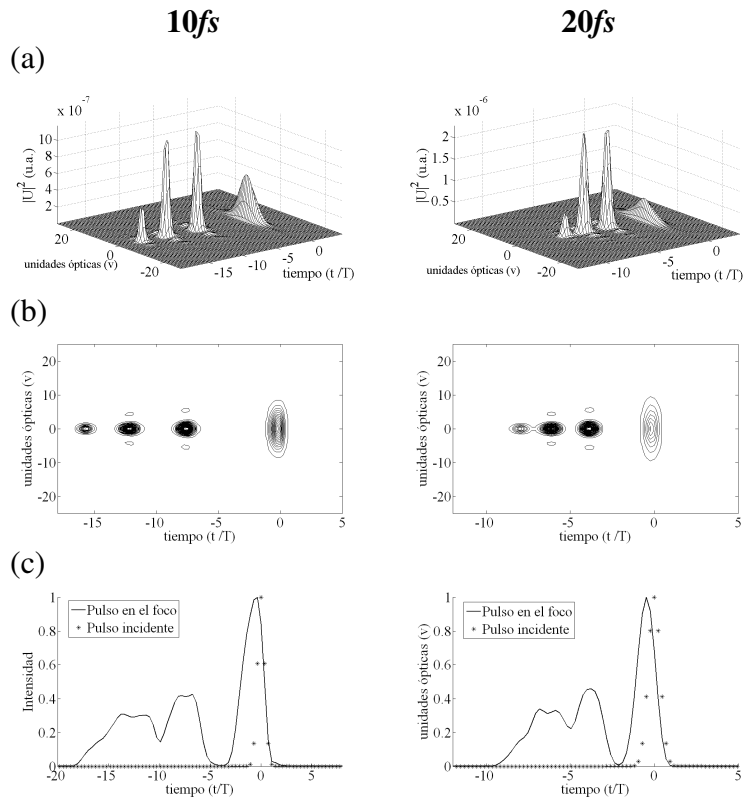 10fs 20fs
(a)
x 10⁻⁷
10
8
6
4
2
|U|² (u.a.)
20
0
-20
unidades ópticas (v)
-15
-10
-5
0
tiempo (t /T)
x 10⁻⁶
2
1.5
1
0.5
|U|² (u.a.)
20
0
-20
unidades ópticas (v)
-10
-5
0
tiempo (t /T)
(b)
20
10
0
-10
-20
unidades ópticas (v)
-15 -10 -5 0 5
tiempo (t /T)
20
10
0
-10
-20
unidades ópticas (v)
-10 -5 0 5
tiempo (t /T)
(c)
1
0.8
0.6
0.4
0.2
0
Intensidad
Pulso en el foco
Pulso incidente
-20 -15 -10 -5 0 5
tiempo (t/T)
1
0.8
0.6
0.4
0.2
0
unidades ópticas (v)
Pulso en el foco
Pulso incidente
-10 -5 0 5
tiempo (t/T)